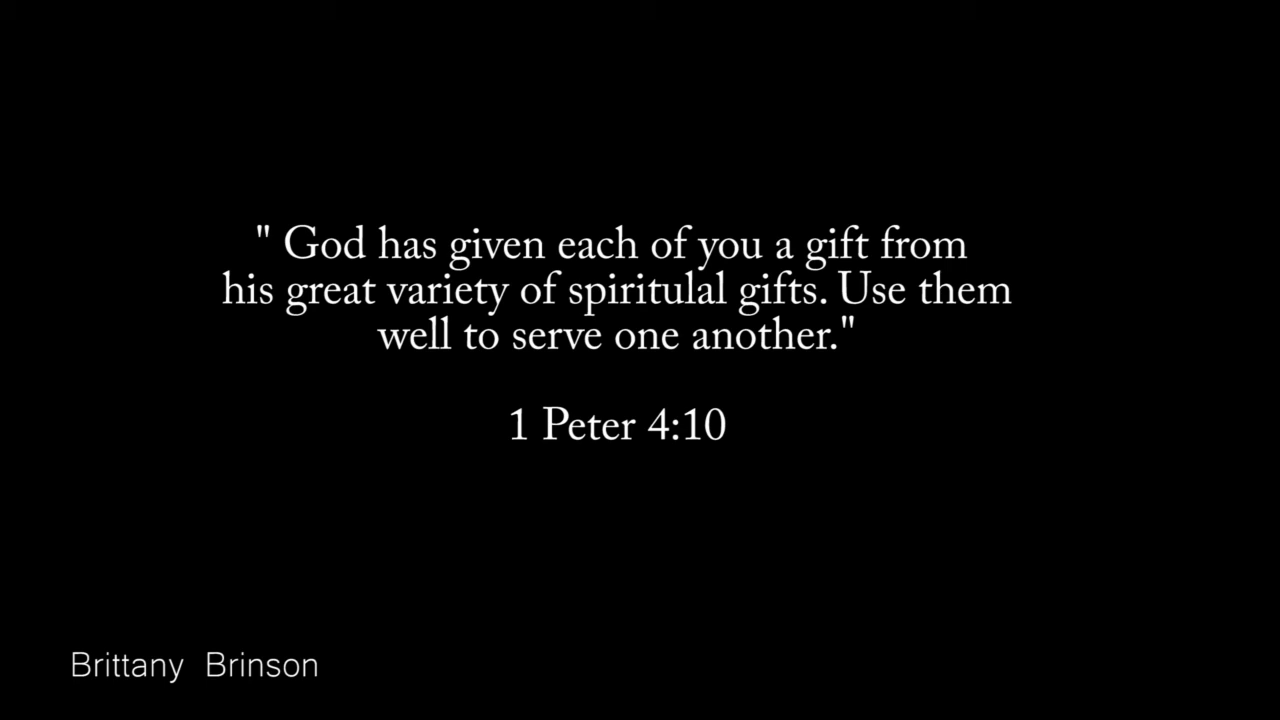 " God has given each of you a gift from
his great variety of spiritulal gifts. Use them
well to serve one another."
1 Peter 4:10
Brittany Brinson